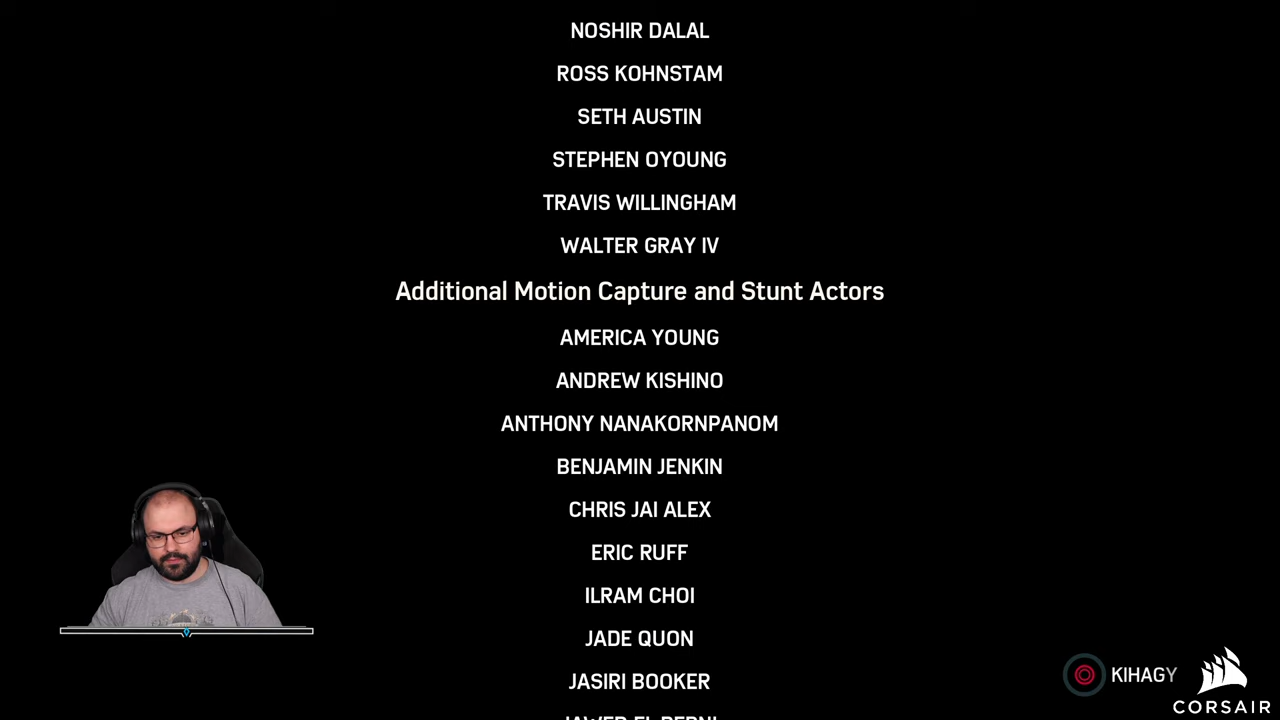 NOSHIR DALAL
ROSS KOHNSTAM
SETH AUSTIN
STEPHEN OYOUNG
TRAVIS WILLINGHAM
WALTER GRAY IV
Additional Motion Capture and Stunt Actors
AMERICA YOUNG
ANDREW KISHINO
ANTHONY NANAKORNPANOM
BENJAMIN JENKIN
CHRIS JAI ALEX
ERIC RUFF
ILRAM CHOI
JADE QUON
JASIRI BOOKER
KIHAGY
CORSAIR